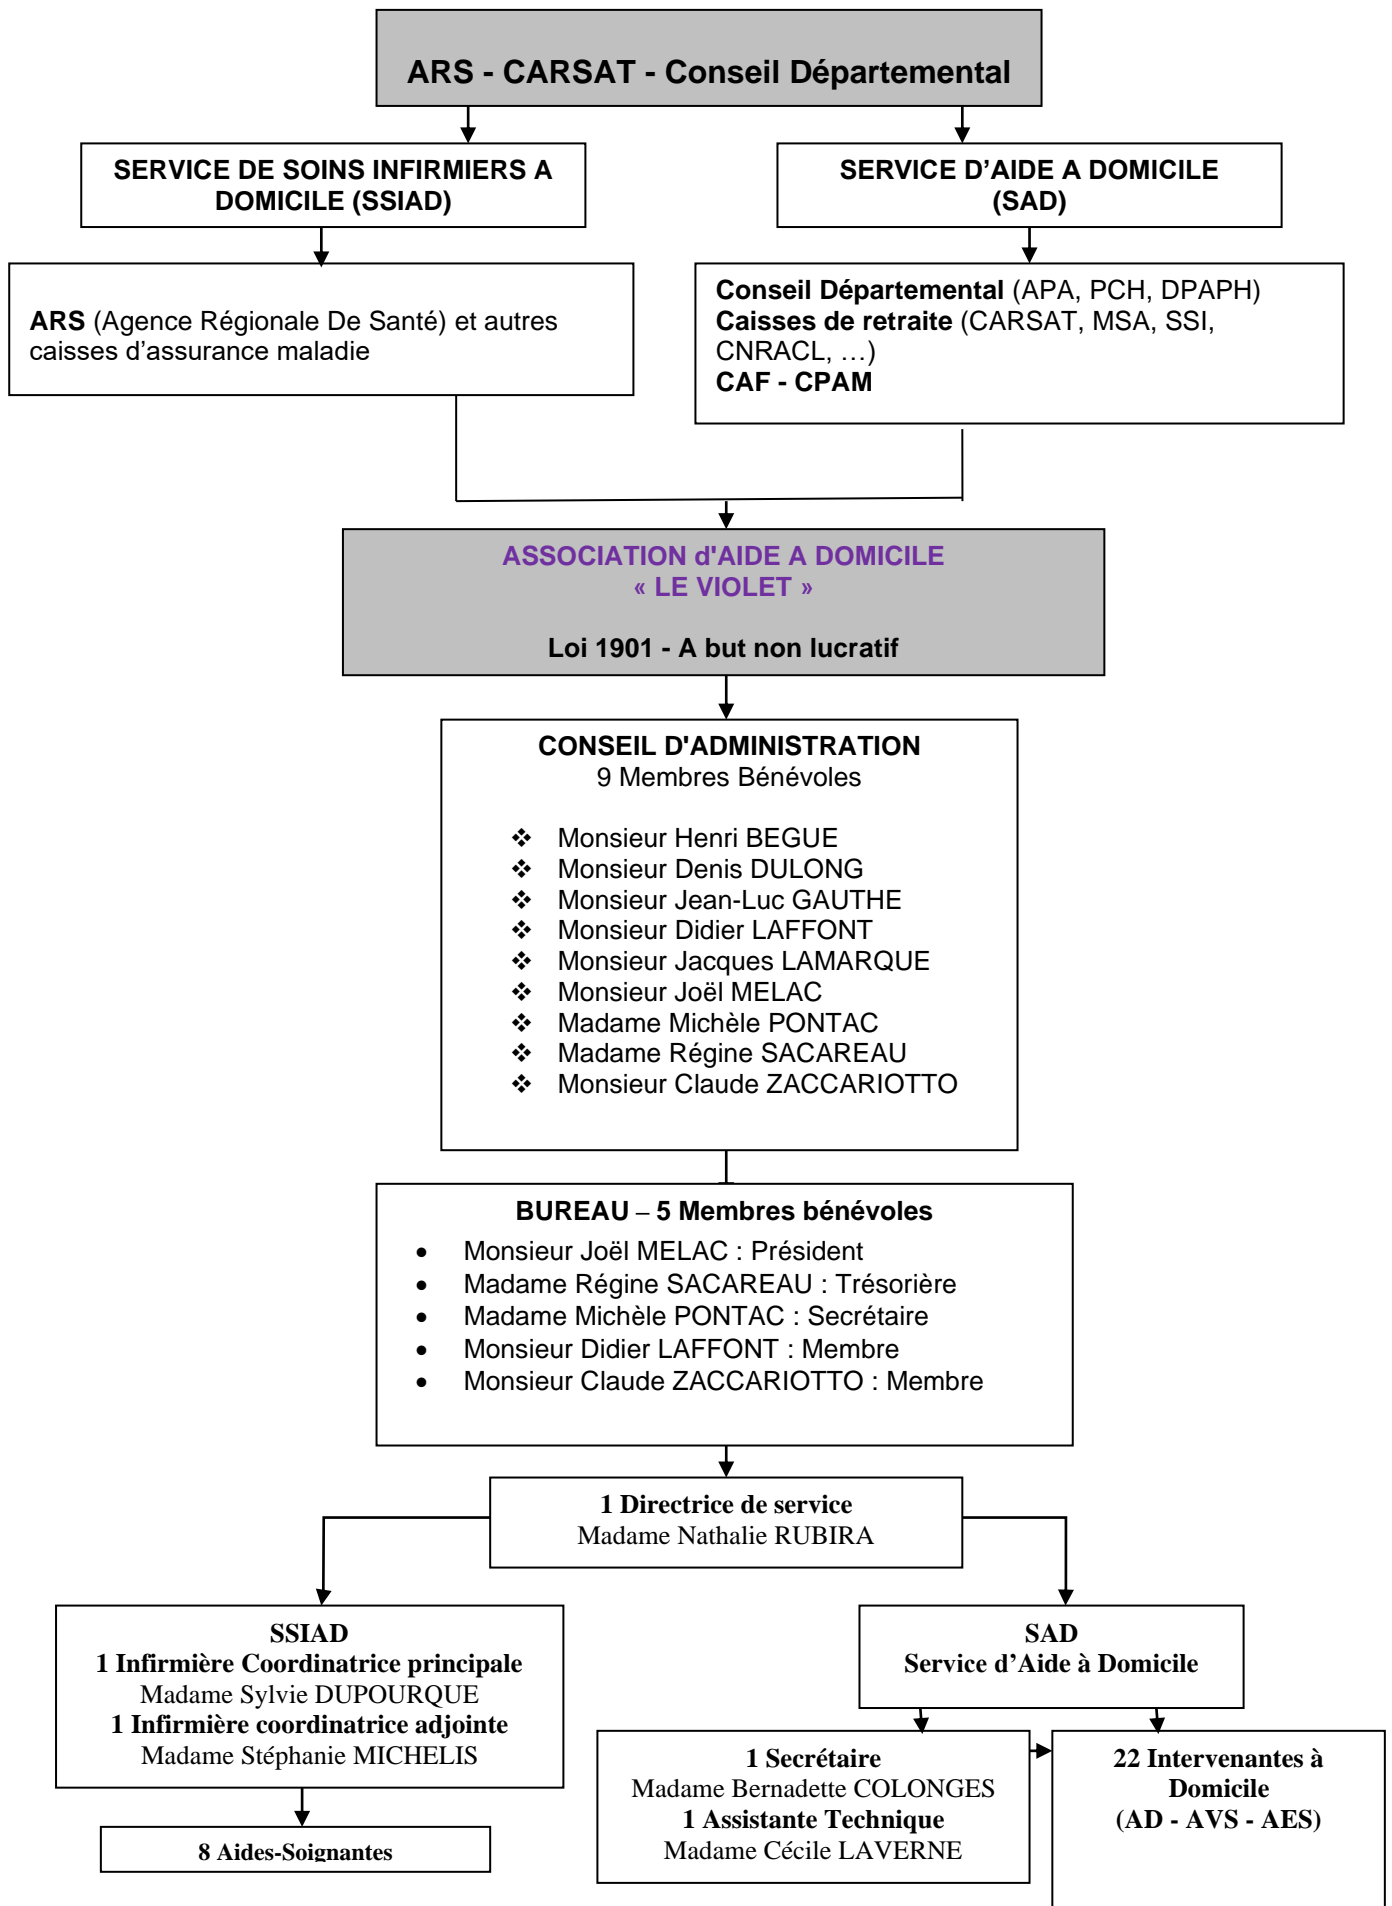 ARS - CARSAT - Conseil Départemental
SERVICE DE SOINS INFIRMIERS A
DOMICILE (SSIAD)
SERVICE D’AIDE A DOMICILE
(SAD)
ARS (Agence Régionale De Santé) et autres
caisses d’assurance maladie
Conseil Départemental (APA, PCH, DPAPH)
Caisses de retraite (CARSAT, MSA, SSI,
CNRACL, …)
CAF - CPAM
ASSOCIATION d'AIDE A DOMICILE
« LE VIOLET »
Loi 1901 - A but non lucratif
CONSEIL D'ADMINISTRATION
9 Membres Bénévoles
❖ Monsieur Henri BEGUE
❖ Monsieur Denis DULONG
❖ Monsieur Jean-Luc GAUTHE
❖ Monsieur Didier LAFFONT
❖ Monsieur Jacques LAMARQUE
❖ Monsieur Joël MELAC
❖ Madame Michèle PONTAC
❖ Madame Régine SACAREAU
❖ Monsieur Claude ZACCARIOTTO
BUREAU – 5 Membres bénévoles
• Monsieur Joël MELAC : Président
• Madame Régine SACAREAU : Trésorière
• Madame Michèle PONTAC : Secrétaire
• Monsieur Didier LAFFONT : Membre
• Monsieur Claude ZACCARIOTTO : Membre
1 Directrice de service
Madame Nathalie RUBIRA
SSIAD
1 Infirmière Coordinatrice principale
Madame Sylvie DUPOURQUE
1 Infirmière coordinatrice adjointe
Madame Stéphanie MICHELIS
8 Aides-Soignantes
SAD
Service d’Aide à Domicile
1 Secrétaire
Madame Bernadette COLONGES
1 Assistante Technique
Madame Cécile LAVERNE
22 Intervenantes à
Domicile
(AD - AVS - AES)